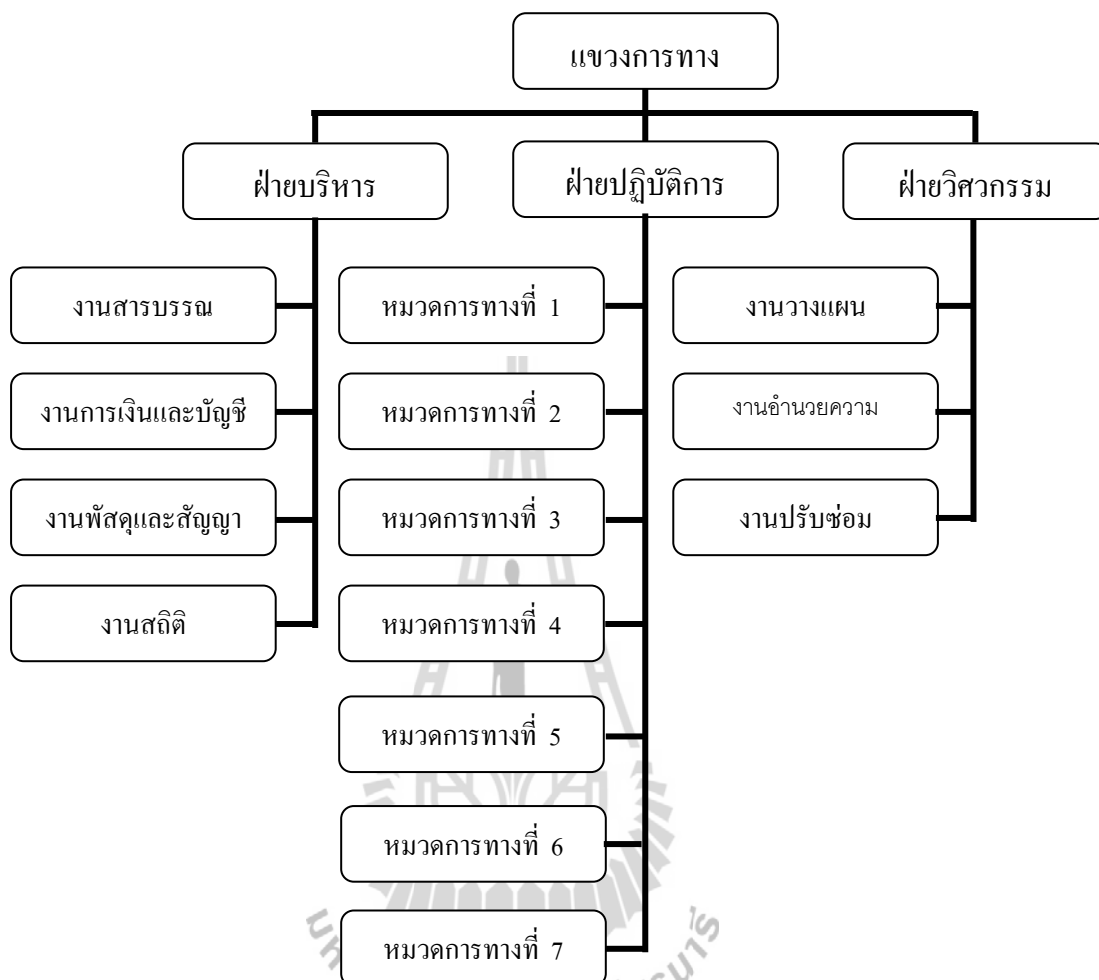 แขวงการทาง
ฝ่ายบริหาร
ฝ่ายปฏิบัติการ
ฝ่ายวิศวกรรม
งานสารบรรณ
หมวดการทางที่ 1
งานวางแผน
งานการเงินและบัญชี
หมวดการทางที่ 2
งานอำนวยความ
งานพัสดุและสัญญา
หมวดการทางที่ 3
งานปรับซ่อม
งานสถิติ
หมวดการทางที่ 4
หมวดการทางที่ 5
หมวดการทางที่ 6
หมวดการทางที่ 7